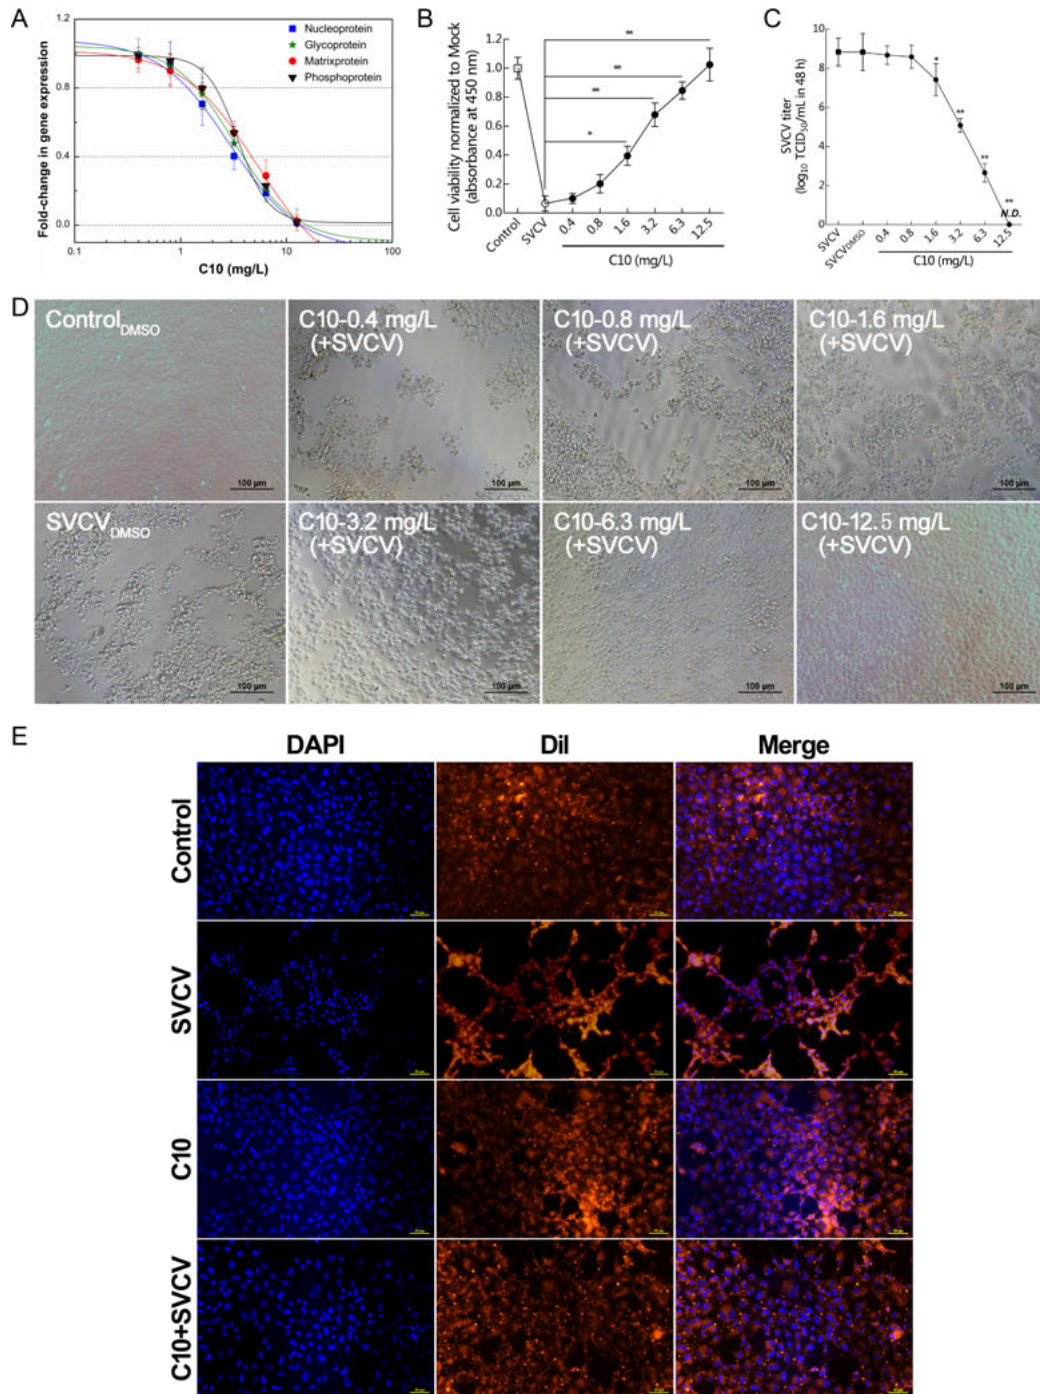 A
1.2
0.8
0.4
0.0
Fold-change in gene expression
0.1
1
10
100
C10 (mg/L)
Nucleoprotein
Glycoprotein
Matrixprotein
Phosphoprotein
B
Cell viability normalized to Mock
(absorbance at 450 nm)
1.2
1.0
0.8
0.6
0.4
0.2
0.0
**
**
**
*
Control
SVCV
0.4
0.8
1.6
3.2
6.3
12.5
C10 (mg/L)
C
SVCV titer
(log10 TCID50/mL in 48 h)
10
8
6
4
2
0
*
**
**
**
N.D.
SVCV
SVCVDMSO
0.4
0.8
1.6
3.2
6.3
12.5
C10 (mg/L)
D
ControlDMSO
100 µm
C10-0.4 mg/L
(+SVCV)
100 µm
C10-0.8 mg/L
(+SVCV)
100 µm
C10-1.6 mg/L
(+SVCV)
100 µm
SVCVDMSO
100 µm
C10-3.2 mg/L
(+SVCV)
100 µm
C10-6.3 mg/L
(+SVCV)
100 µm
C10-12.5 mg/L
(+SVCV)
100 µm
E
DAPI
Dil
Merge
Control
SVCV
C10
C10+SVCV